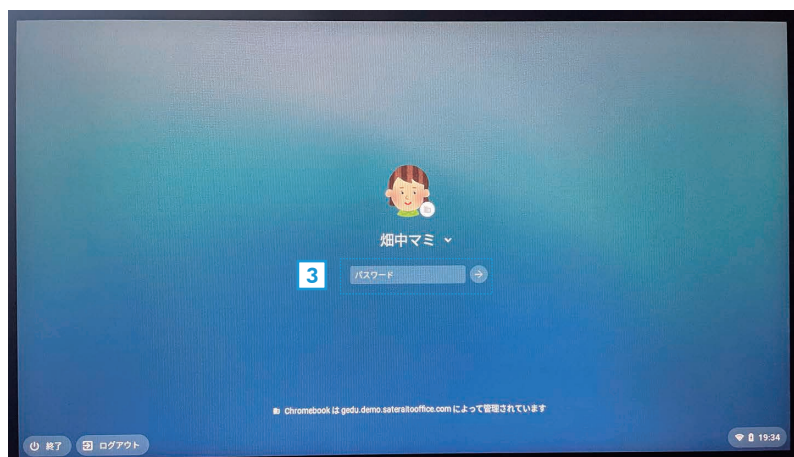 畑中マミ
3
パスワード
Chromebook は gedu.demo.sateraitooffice.com によって管理されています
終了
ログアウト
19:34